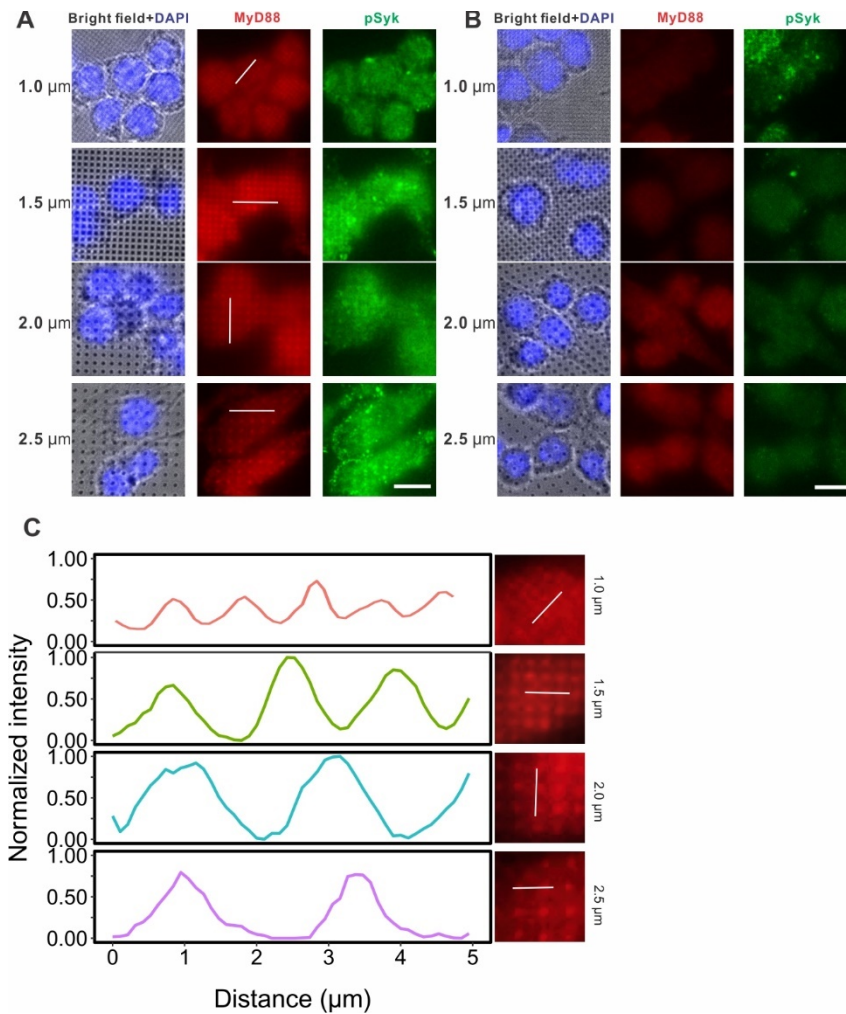 A Bright field+DAPI MyD88 pSyk
1.0 µm
1.5 µm
2.0 µm
2.5 µm
B Bright field+DAPI MyD88 pSyk
1.0 µm
1.5 µm
2.0 µm
2.5 µm
C
Normalized intensity
1.00
0.50
0.00
1.0 µm
1.00
0.50
0.00
1.5 µm
1.00
0.50
0.00
2.0 µm
1.00
0.50
0.00
2.5 µm
0 1 2 3 4 5
Distance (µm)